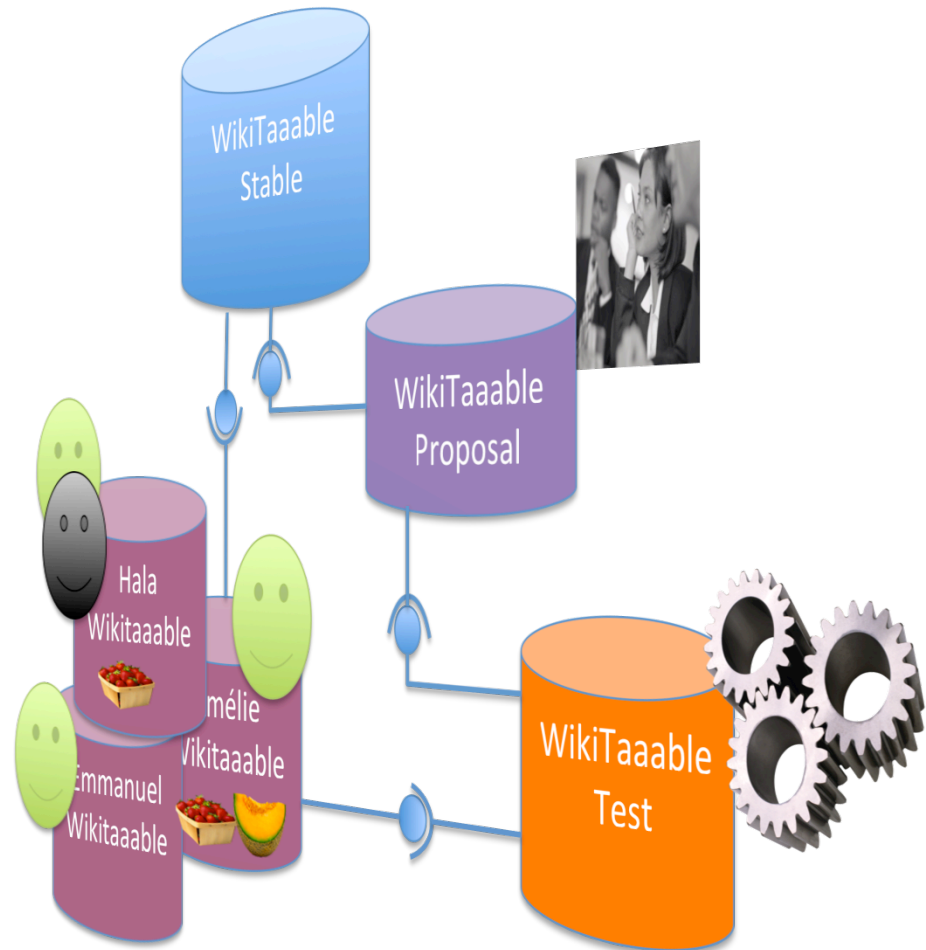 WikiTaaable
Stable
WikiTaaable
Proposal
Hala
Wikitaaable
mélie
Wikitaaable
Emmanuel
Wikitaaable
WikiTaaable
Test